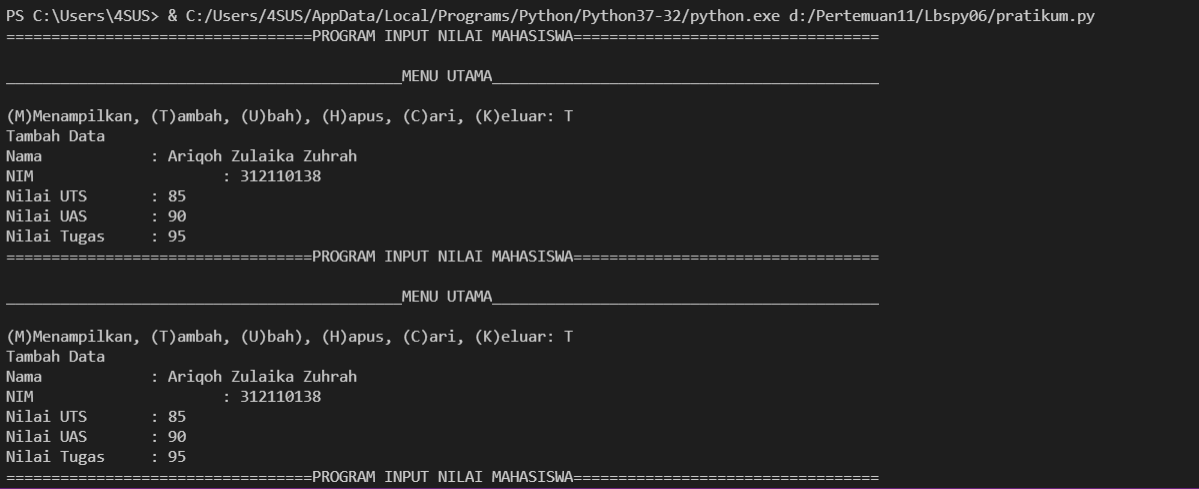 PS C:\Users\4SUS> & C:/Users/4SUS/AppData/Local/Programs/Python/Python37-32/python.exe d:/Pertemuan11/Lbspy06/pratikum.py
==================================PROGRAM INPUT NILAI MAHASISWA==================================
____________________________________________MENU UTAMA___________________________________________
(M)Menampilkan, (T)ambah, (U)bah), (H)apus, (C)ari, (K)eluar: T
Tambah Data
Nama            : Ariqoh Zulaika Zuhrah
NIM                     : 312110138
Nilai UTS       : 85
Nilai UAS       : 90
Nilai Tugas     : 95
==================================PROGRAM INPUT NILAI MAHASISWA==================================
____________________________________________MENU UTAMA___________________________________________
(M)Menampilkan, (T)ambah, (U)bah), (H)apus, (C)ari, (K)eluar: T
Tambah Data
Nama            : Ariqoh Zulaika Zuhrah
NIM                     : 312110138
Nilai UTS       : 85
Nilai UAS       : 90
Nilai Tugas     : 95
==================================PROGRAM INPUT NILAI MAHASISWA==================================